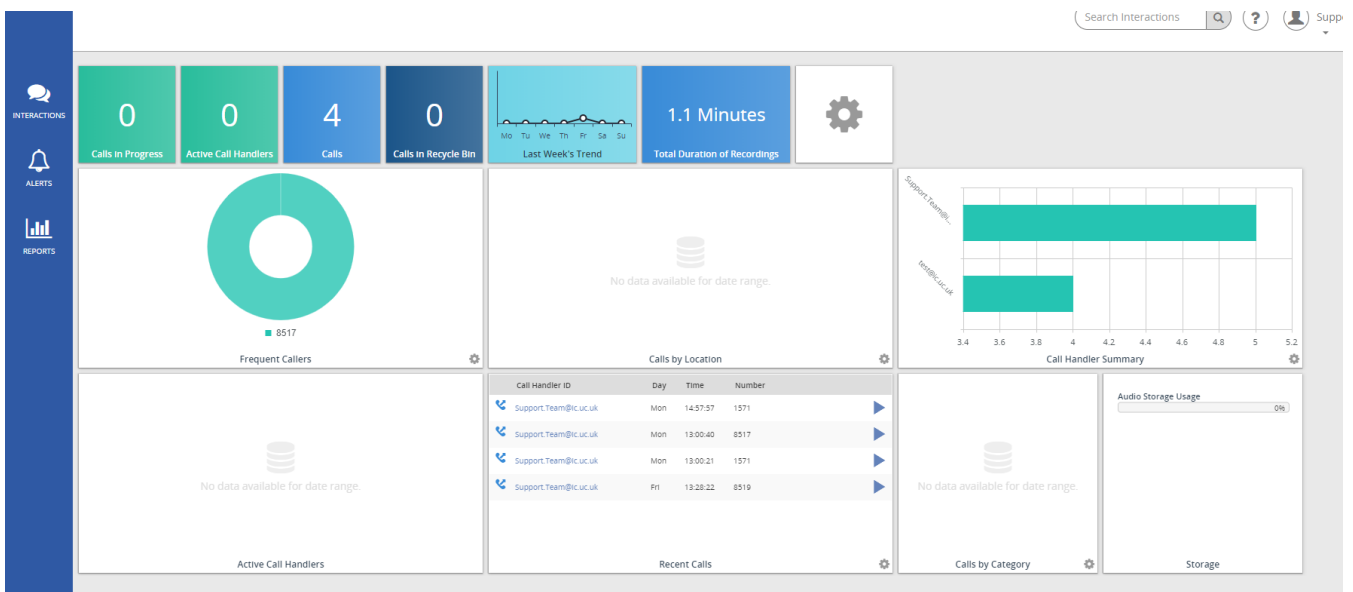 Search Interactions
Supp
INTERACTIONS
ALERTS
REPORTS
0
Calls In Progress
0
Active Call Handlers
4
Calls
0
Calls In Recycle Bin
Mo Tu We Th Fr Sa Su
Last Week's Trend
1.1 Minutes
Total Duration of Recordings
8517
Frequent Callers
No data available for date range.
Calls by Location
Support.Team@i...
test@ic.uc.uk
3.4 3.6 3.8 4 4.2 4.4 4.6 4.8 5 5.2
Call Handler Summary
No data available for date range.
Active Call Handlers
Call Handler ID Day Time Number
Support.Team@ic.uc.uk Mon 14:57:57 1571
Support.Team@ic.uc.uk Mon 13:00:40 8517
Support.Team@ic.uc.uk Mon 13:00:21 1571
Support.Team@ic.uc.uk Fri 13:28:22 8519
Recent Calls
No data available for date range.
Calls by Category
Audio Storage Usage
0%
Storage